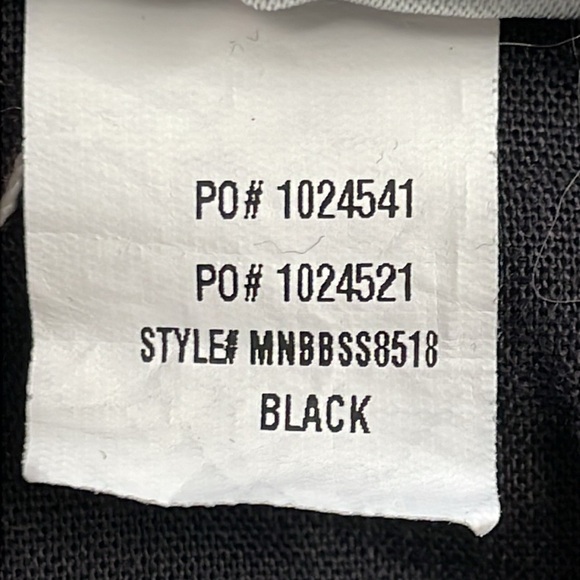 PO# 1024541
PO# 1024521
STYLE# MNBBSS8518
BLACK